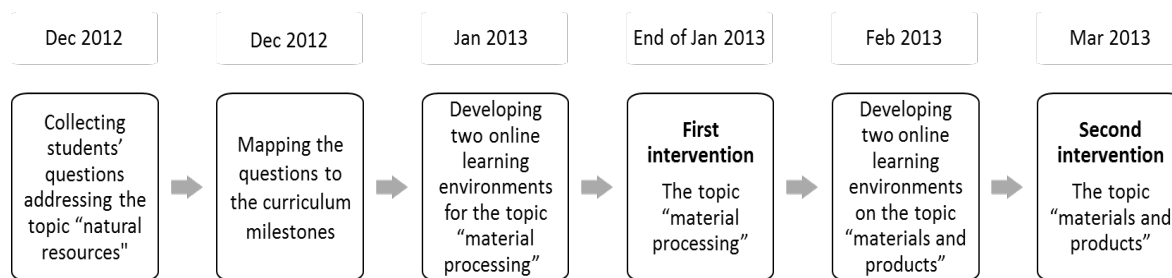 Dec 2012
Dec 2012
Jan 2013
End of Jan 2013
Feb 2013
Mar 2013
Collecting
students’
questions
addressing the
topic “natural
resources"
Mapping the
questions to
the curriculum
milestones
Developing
two online
learning
environments
for the topic
“material
processing”
First
intervention
The topic
“material
processing”
Developing
two online
learning
environments
on the topic
“materials and
products”
Second
intervention
The topic
“materials and
products”